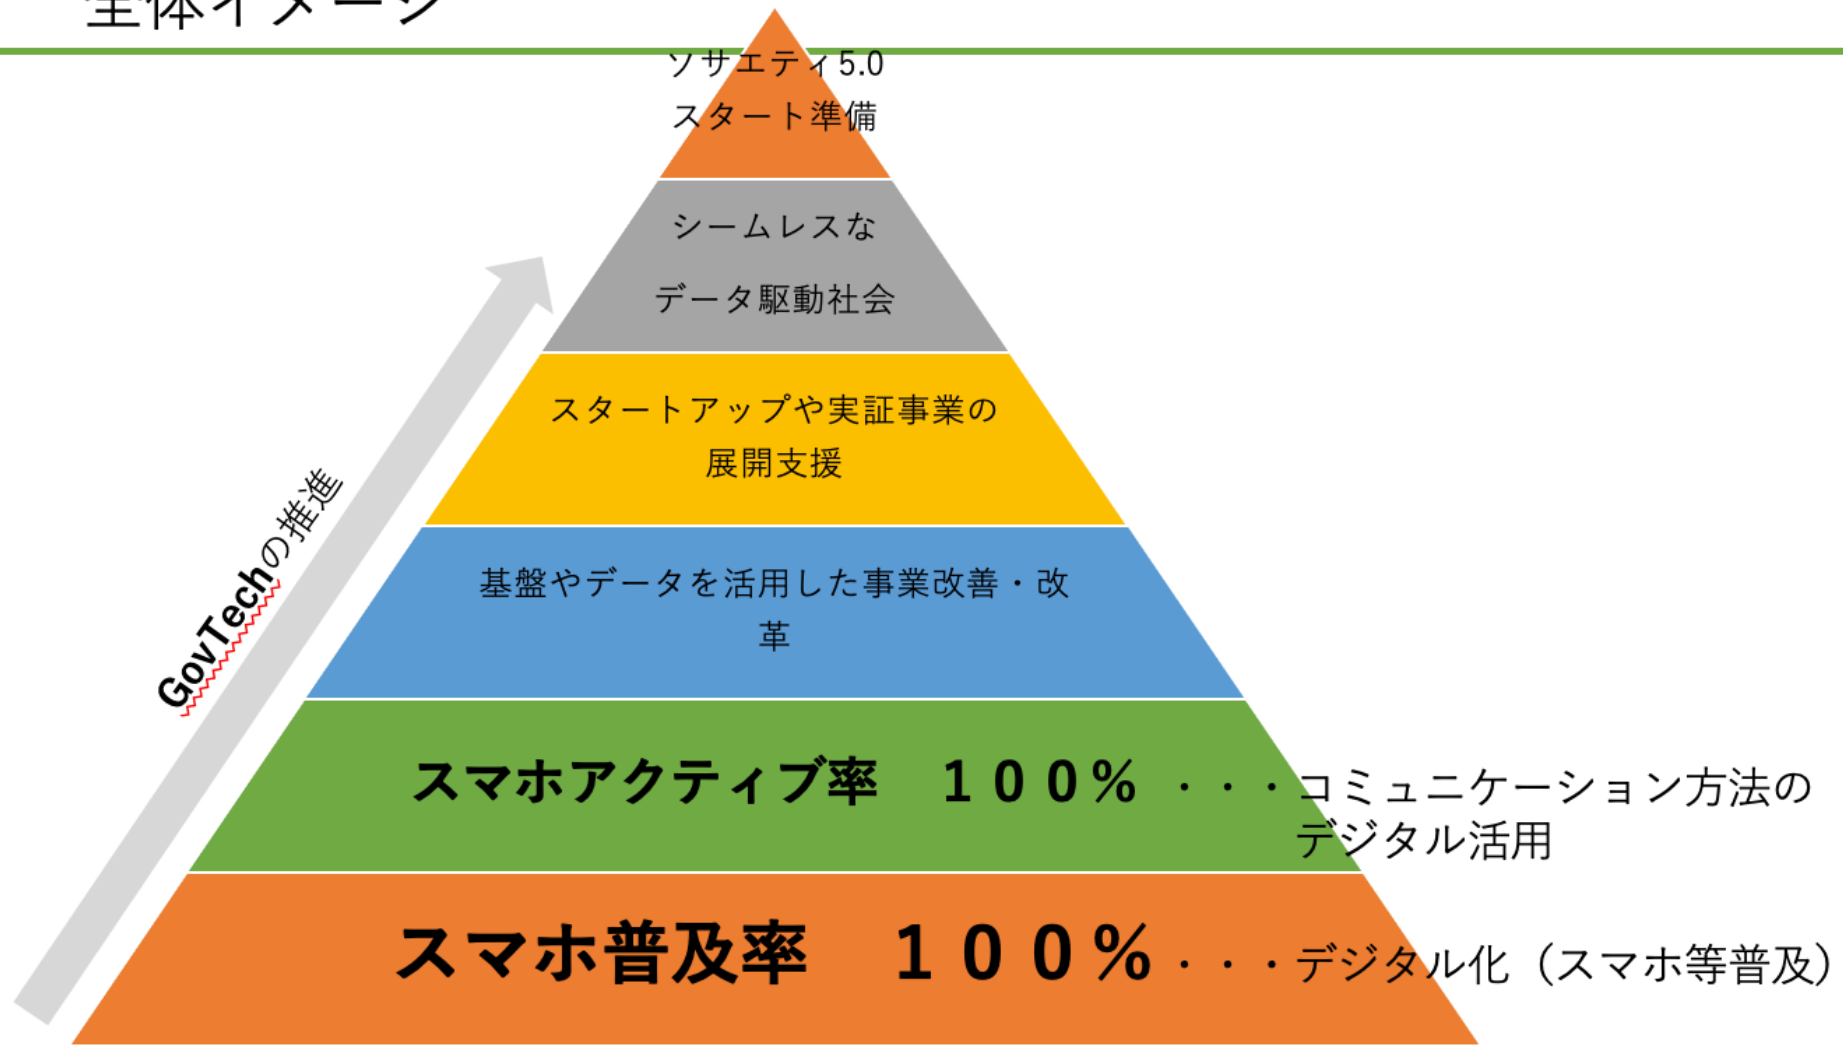 全体イメージ
ソサエティ5.0
スタート準備
シームレスな
データ駆動社会
スタートアップや実証事業の
展開支援
基盤やデータを活用した事業改善・改
革
GovTechの推進
スマホアクティブ率　１００% ・・・コミュニケーション方法の
デジタル活用
スマホ普及率　１００% ・・・デジタル化（スマホ等普及）